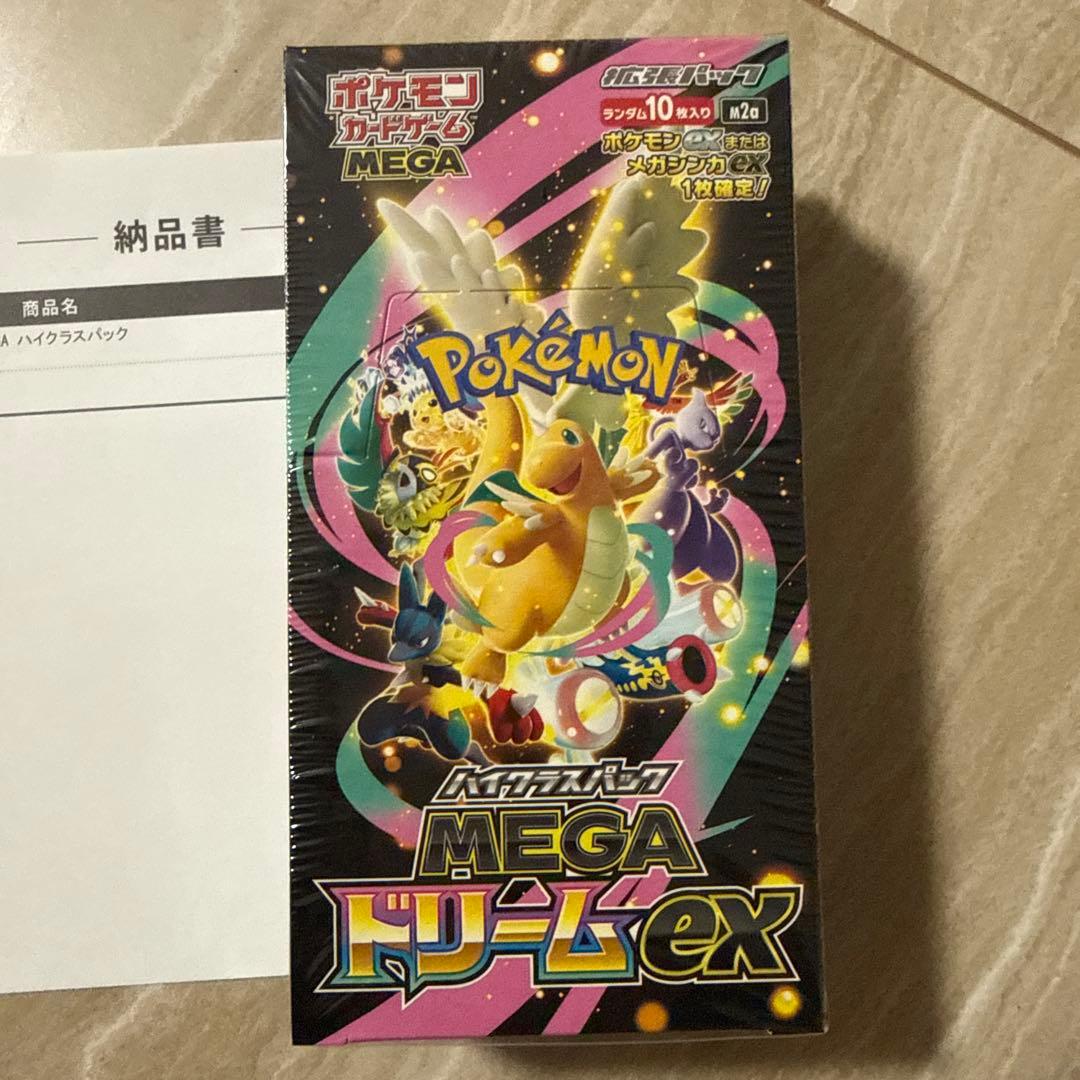 納品書
商品名
A ハイクラスパック
ポケモン
カードゲーム
MEGA
拡張パック
ランダム10枚入り M2a
ポケモンexまたは
メガシンカex
1枚確定!
POKéMON
ハイクラスパック
MEGA
ドリームex